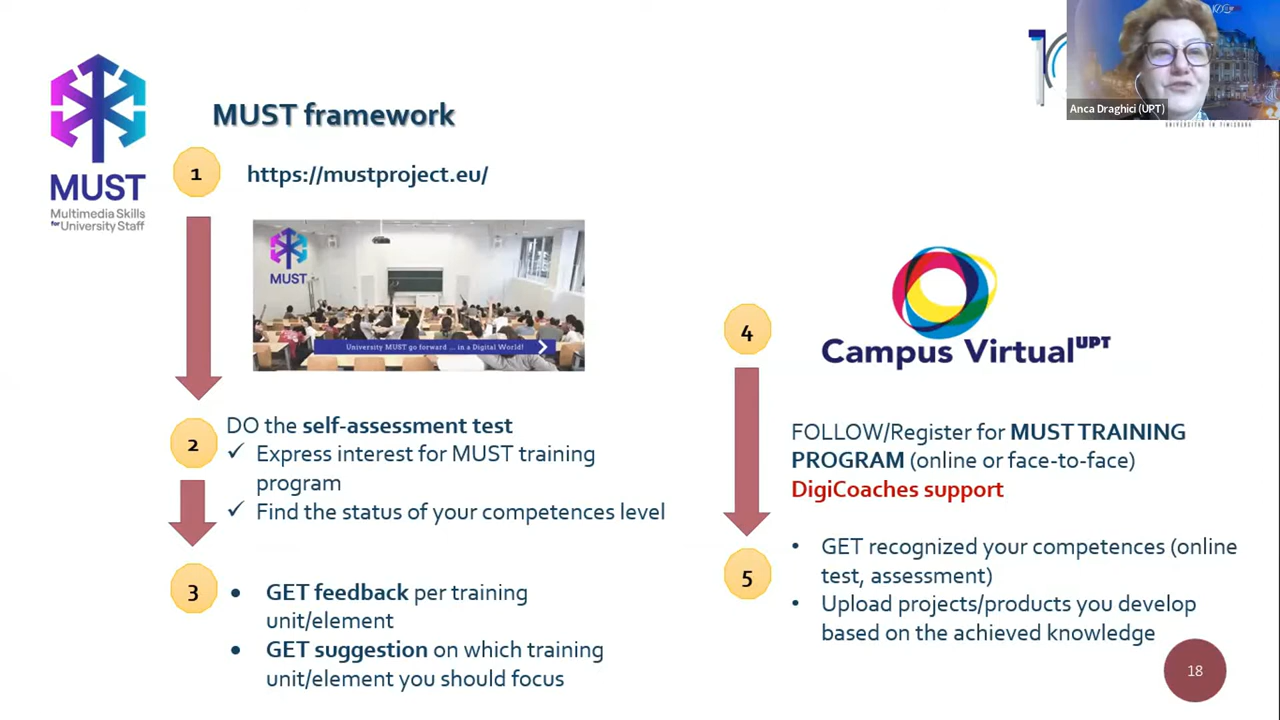 MUST framework
Anca Draghici (UPT)
MUST
Multimedia Skills
for University Staff
1
https://mustproject.eu/
MUST
University MUST go forward ... in a Digital World!
2
DO the self-assessment test
✓ Express interest for MUST training
program
✓ Find the status of your competences level
3
• GET feedback per training
unit/element
• GET suggestion on which training
unit/element you should focus
4
Campus Virtual UPT
FOLLOW/Register for MUST TRAINING
PROGRAM (online or face-to-face)
DigiCoaches support
5
• GET recognized your competences (online
test, assessment)
• Upload projects/products you develop
based on the achieved knowledge
18